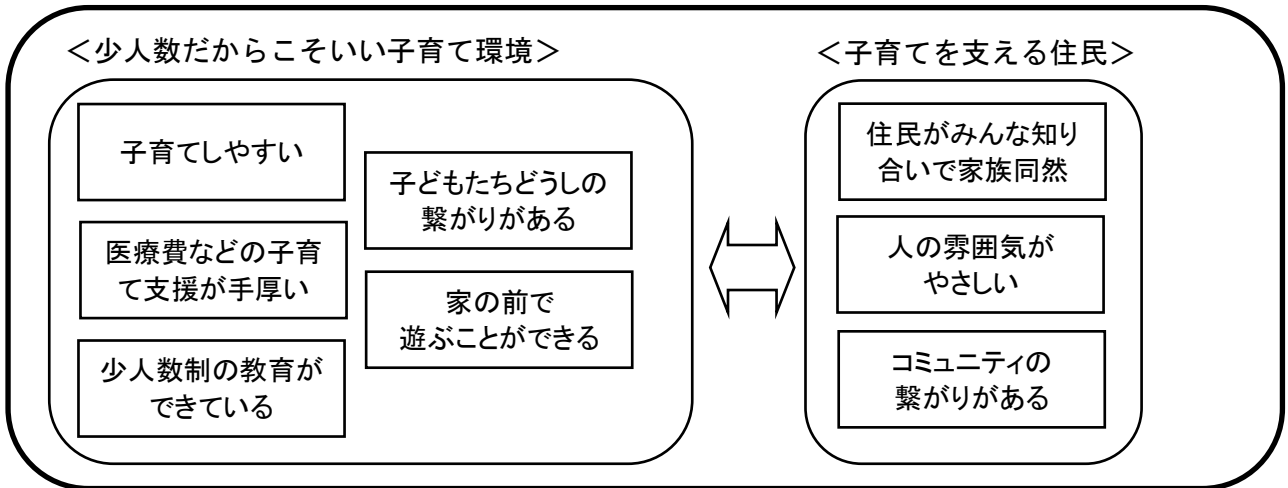 ＜少人数だからこそいい子育て環境＞
子育てしやすい
医療費などの子育
て支援が手厚い
少人数制の教育が
できている
子どもたちどうしの
繋がりがある
家の前で
遊ぶことができる
＜子育てを支える住民＞
住民がみんな知り
合いで家族同然
人の雰囲気が
やさしい
コミュニティの
繋がりがある